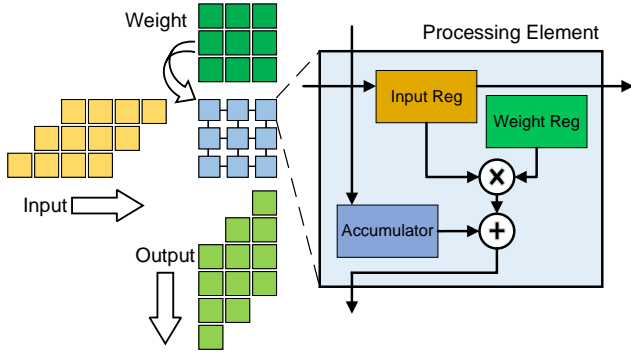 Weight
Processing Element
Input Reg
Weight Reg
×
Input
Accumulator
+
Output